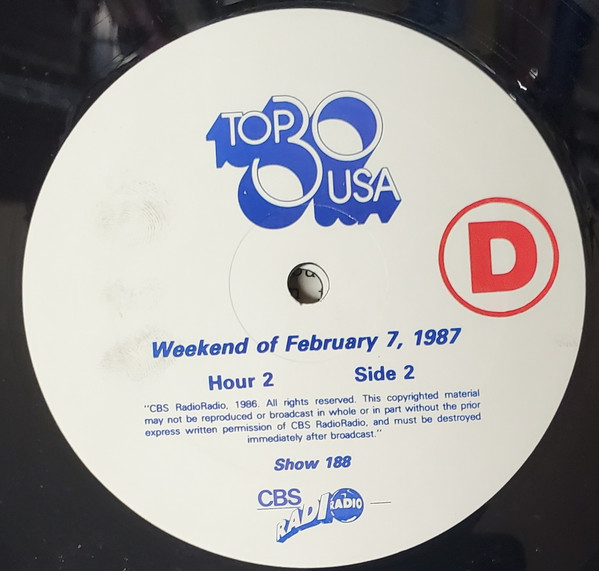 TOP 30
USA
D
Weekend of February 7, 1987
Hour 2 Side 2
"CBS RadioRadio, 1986. All rights reserved. This copyrighted material
may not be reproduced or broadcast in whole or in part without the prior
express written permission of CBS RadioRadio, and must be destroyed
immediately after broadcast."
Show 188
CBS
RADIO RADIO